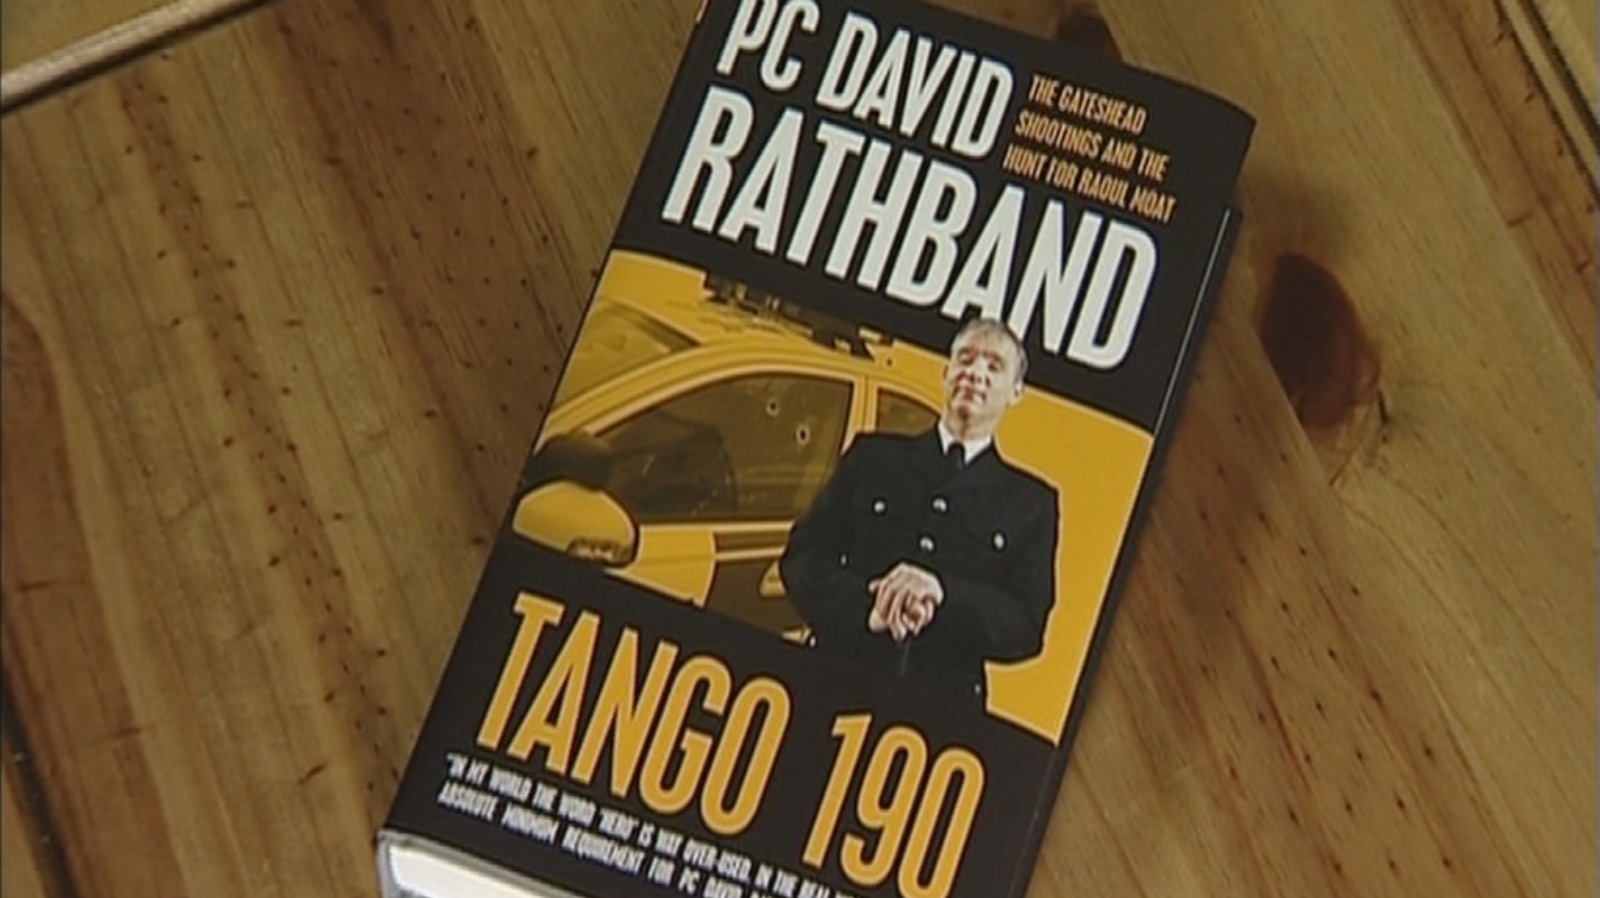 PC DAVID
RATHBAND
THE GATESHEAD
SHOOTINGS AND THE
HUNT FOR RAOUL MOAT
TANGO 190
"IN MY WORLD THE WORD 'HERO' IS WAY OVER-USED. IN THE REAL
ABSOLUTE MINIMUM REQUIREMENT FOR PC DAVID